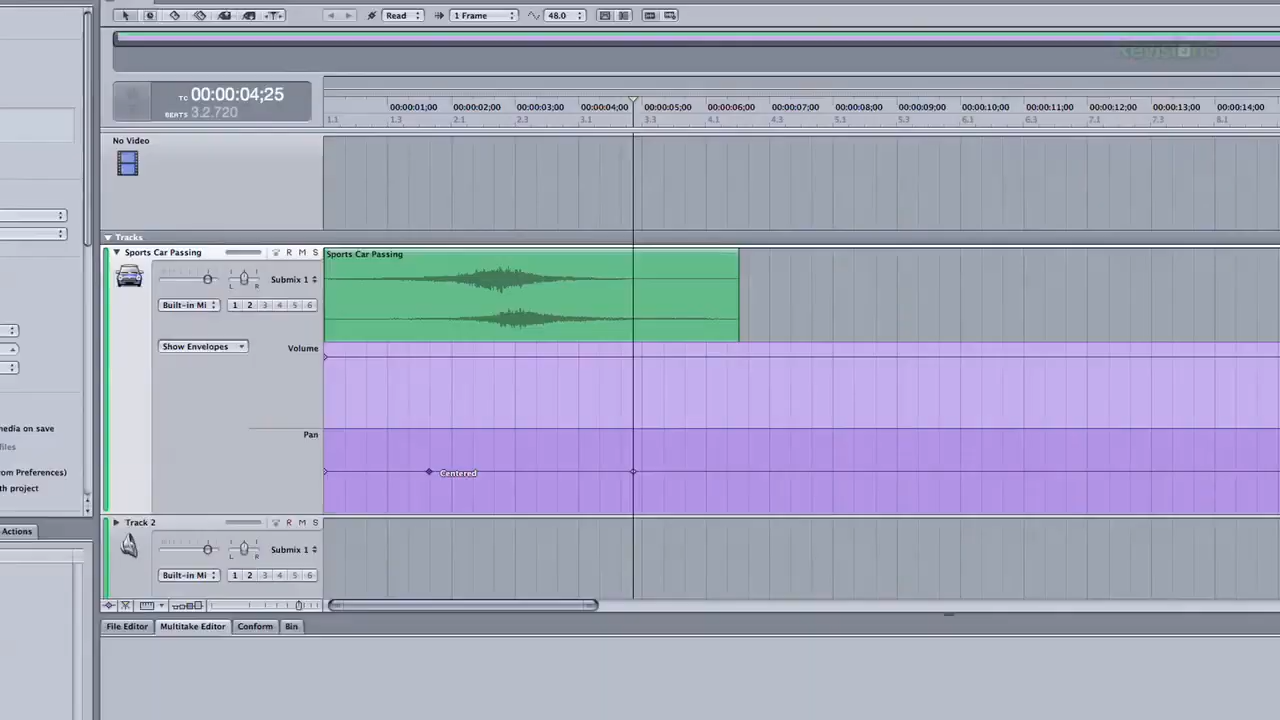 Read
1 Frame
48.0
TC 00:00:04;25
BEATS 3.2.720
00:00:01;00 00:00:02;00 00:00:03;00 00:00:04;00 00:00:05;00 00:00:06;00 00:00:07;00 00:00:08;00 00:00:09;00 00:00:10;00 00:00:11;00 00:00:12;00 00:00:13;00 00:00:14;00
1.1 1.3 2.1 2.3 3.1 3.3 4.1 4.3 5.1 5.3 6.1 6.3 7.1 7.3 8.1
No Video
Tracks
Sports Car Passing
R M S
Sports Car Passing
L R
Submix 1
Built-in Mi
1 2 3 4 5 6
Show Envelopes
Volume
Pan
Centered
Track 2
R M S
L R
Submix 1
Built-in Mi
1 2 3 4 5 6
File Editor
Multitake Editor
Conform
Bin
media on save
files
om Preferences)
th project
Actions